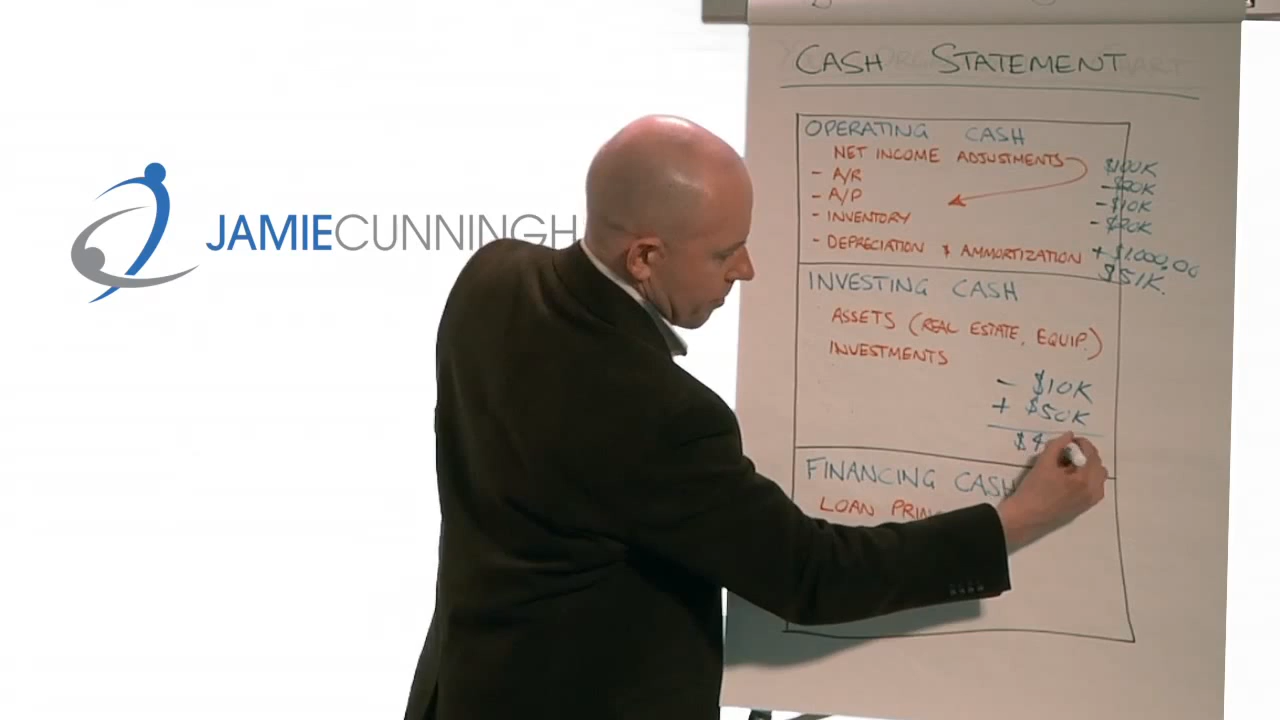 CASH STATEMENT
OPERATING CASH
NET INCOME ADJUSTMENTS $100K
- A/R -$20K
- A/P -$10K
- INVENTORY -$20K
- DEPRECIATION & AMMORTIZATION + $1,000.00
$51K.
INVESTING CASH
ASSETS (REAL ESTATE, EQUIP.)
INVESTMENTS
- $10K
+ $50K
$4
FINANCING CASH
LOAN
JAMIECUNNINGH